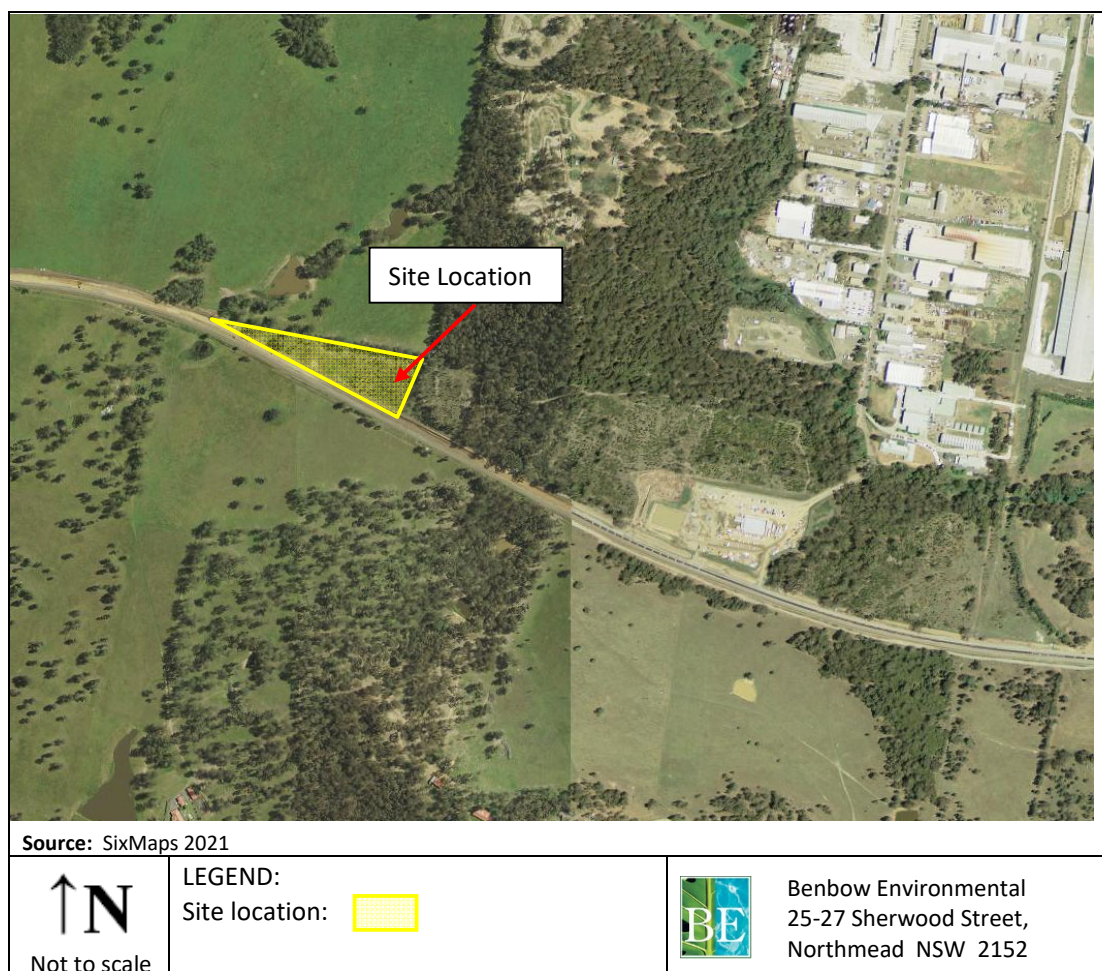 Site Location
Source: SixMaps 2021
↑N
Not to scale
LEGEND:
Site location:
BE
Benbow Environmental
25-27 Sherwood Street,
Northmead NSW 2152